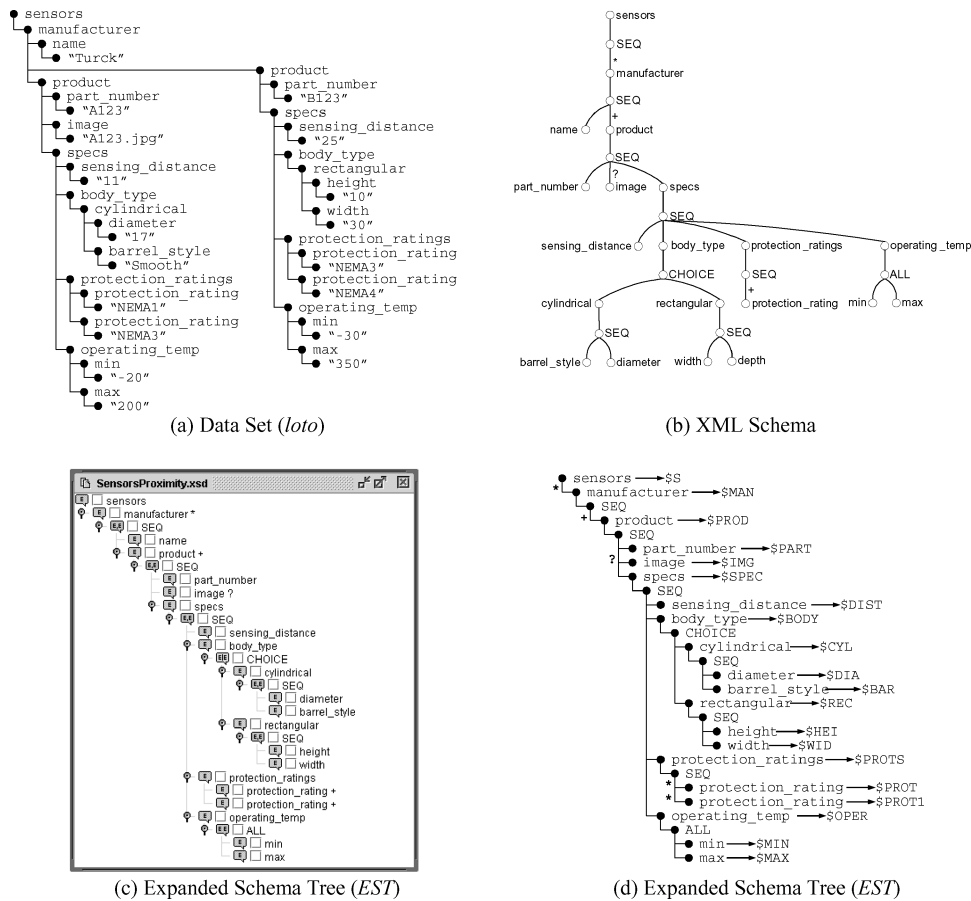 sensors
manufacturer
name
“Turck”
product
part_number
“A123”
image
“A123.jpg”
specs
sensing_distance
“11”
body_type
cylindrical
diameter
“17”
barrel_style
“Smooth”
protection_ratings
protection_rating
“NEMA1”
protection_rating
“NEMA3”
operating_temp
min
“-20”
max
“200”
product
part_number
“B123”
specs
sensing_distance
“25”
body_type
rectangular
height
“10”
width
“30”
protection_ratings
protection_rating
“NEMA3”
protection_rating
“NEMA4”
operating_temp
min
“-30”
max
“350”
(a) Data Set (loto)
sensors
SEQ
*
manufacturer
SEQ
+
name product
SEQ
?
part_number image specs
SEQ
sensing_distance body_type protection_ratings operating_temp
CHOICE SEQ ALL
+
cylindrical rectangular protection_rating min max
SEQ SEQ
barrel_style diameter width depth
(b) XML Schema
SensorsProximity.xsd
E sensors
E manufacturer *
E,E SEQ
E name
E product +
E,E SEQ
E part_number
E image ?
E specs
E,E SEQ
E sensing_distance
E body_type
E|E CHOICE
E cylindrical
E,E SEQ
E diameter
E barrel_style
E rectangular
E,E SEQ
E height
E width
E protection_ratings
E protection_rating +
E protection_rating +
E operating_temp
E|E ALL
E min
E max
(c) Expanded Schema Tree (EST)
sensors $S
* manufacturer $MAN
SEQ
+ product $PROD
SEQ
part_number $PART
? image $IMG
specs $SPEC
SEQ
sensing_distance $DIST
body_type $BODY
CHOICE
cylindrical $CYL
SEQ
diameter $DIA
barrel_style $BAR
rectangular $REC
SEQ
height $HEI
width $WID
protection_ratings $PROTS
SEQ
* protection_rating $PROT
* protection_rating $PROT1
operating_temp $OPER
ALL
min $MIN
max $MAX
(d) Expanded Schema Tree (EST)